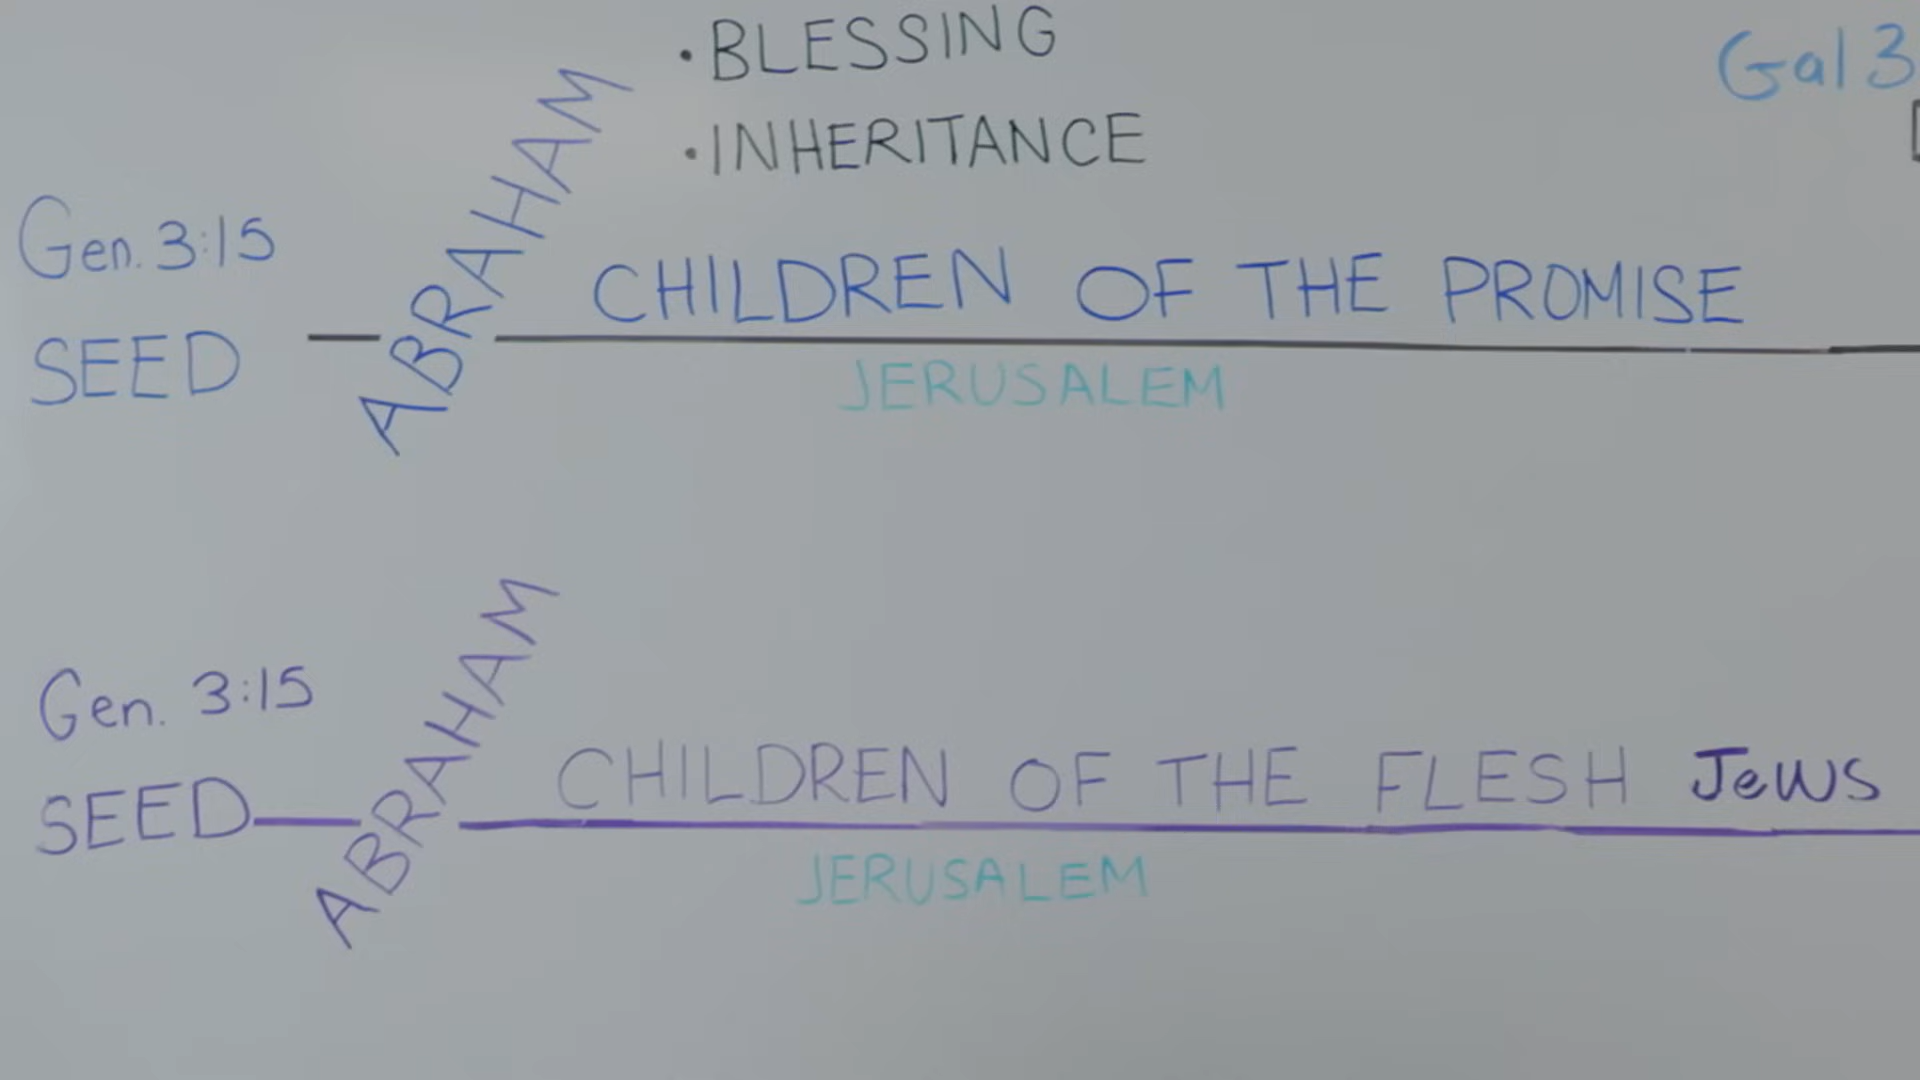 • BLESSING
• INHERITANCE
Gal 3
Gen. 3:15
SEED
ABRAHAM
CHILDREN OF THE PROMISE
JERUSALEM
Gen. 3:15
SEED
ABRAHAM
CHILDREN OF THE FLESH Jews
JERUSALEM